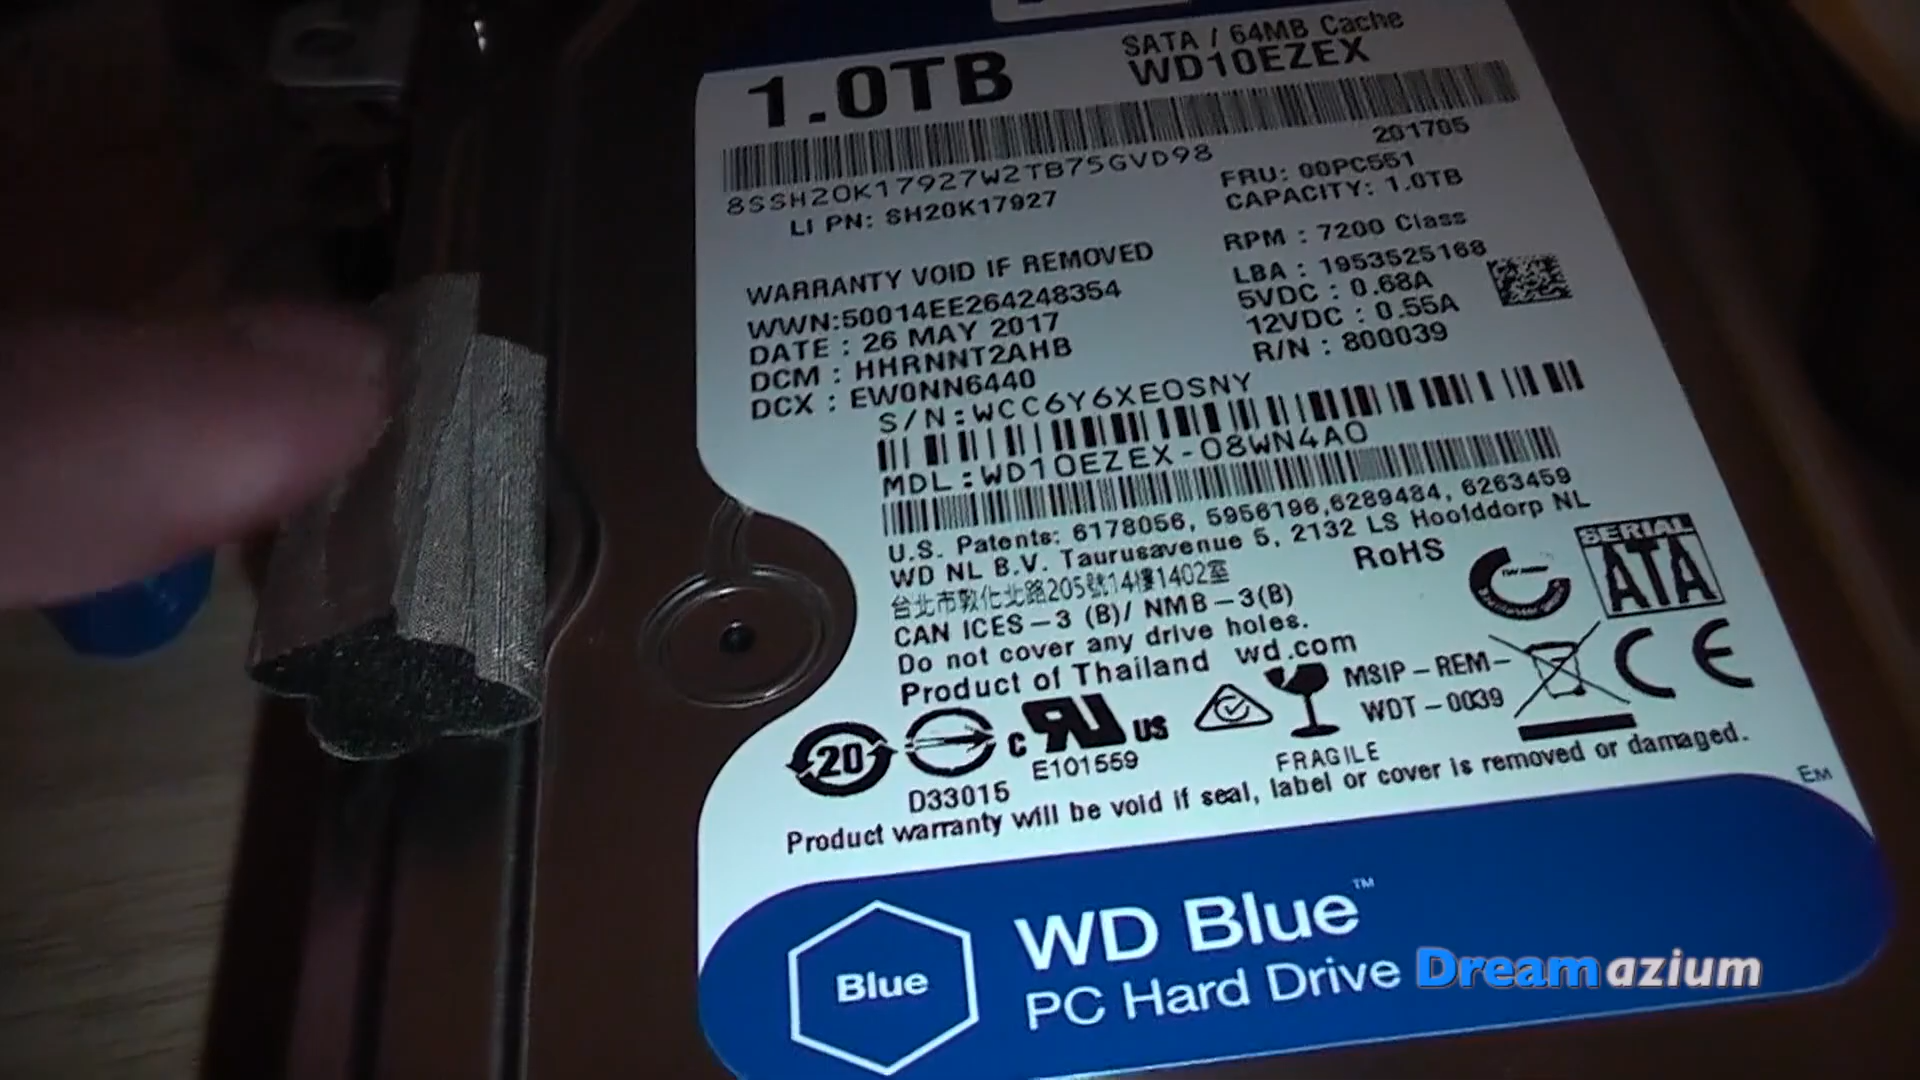 1.0TB
SATA / 64MB Cache
WD10EZEX
201705
8SSH20K17927W2TB75GVD98
LI PN: SH20K17927
FRU: 00PC551
CAPACITY: 1.0TB
WARRANTY VOID IF REMOVED
WWN:50014EE264248354
DATE : 26 MAY 2017
DCM : HHRNNT2AHB
DCX : EW0NN6440
RPM : 7200 Class
LBA : 1953525168
5VDC : 0.68A
12VDC : 0.55A
R/N : 800039
S/N:WCC6Y6XEOSNY
MDL:WD10EZEX-08WN4A0
U.S. Patents: 6178056, 5956196,6289484, 6263459
WD NL B.V. Taurusavenue 5, 2132 LS Hoofddorp NL
台北市敦化北路205號14樓1402室
RoHS
SERIAL
ATA
CAN ICES-3 (B)/ NMB-3(B)
Do not cover any drive holes.
Product of Thailand wd.com
MSIP-REM-
WDT-0039
CE
20
D33015
C US
E101559
FRAGILE
Product warranty will be void if seal, label or cover is removed or damaged.
EM
Blue
WD Blue™
PC Hard Drive
Dreamazium